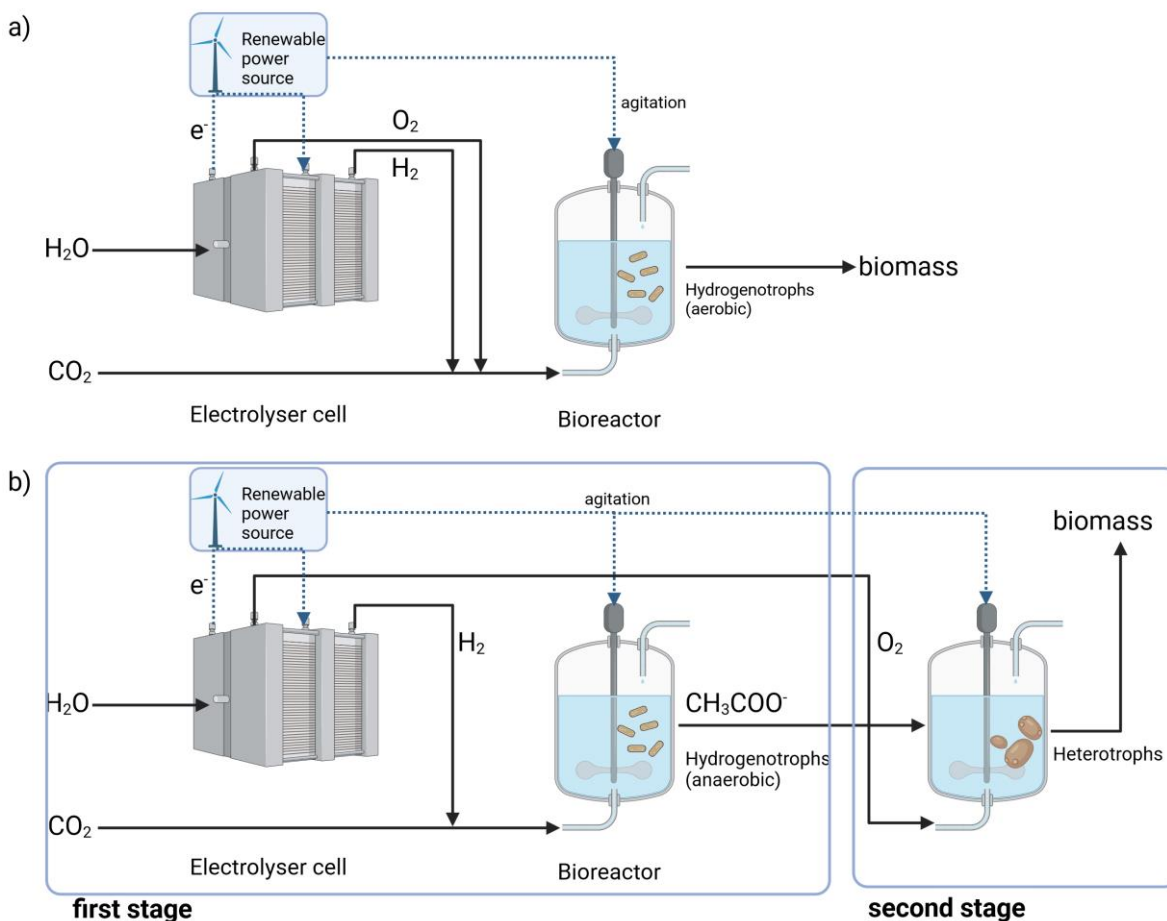 a)
Renewable
power
source
agitation
e⁻
O₂
H₂
H₂O
Hydrogenotrophs
(aerobic)
biomass
CO₂
Electrolyser cell
Bioreactor
b)
Renewable
power
source
agitation
biomass
e⁻
H₂
O₂
H₂O
CH₃COO⁻
Hydrogenotrophs
(anaerobic)
Heterotrophs
CO₂
Electrolyser cell
Bioreactor
first stage
second stage